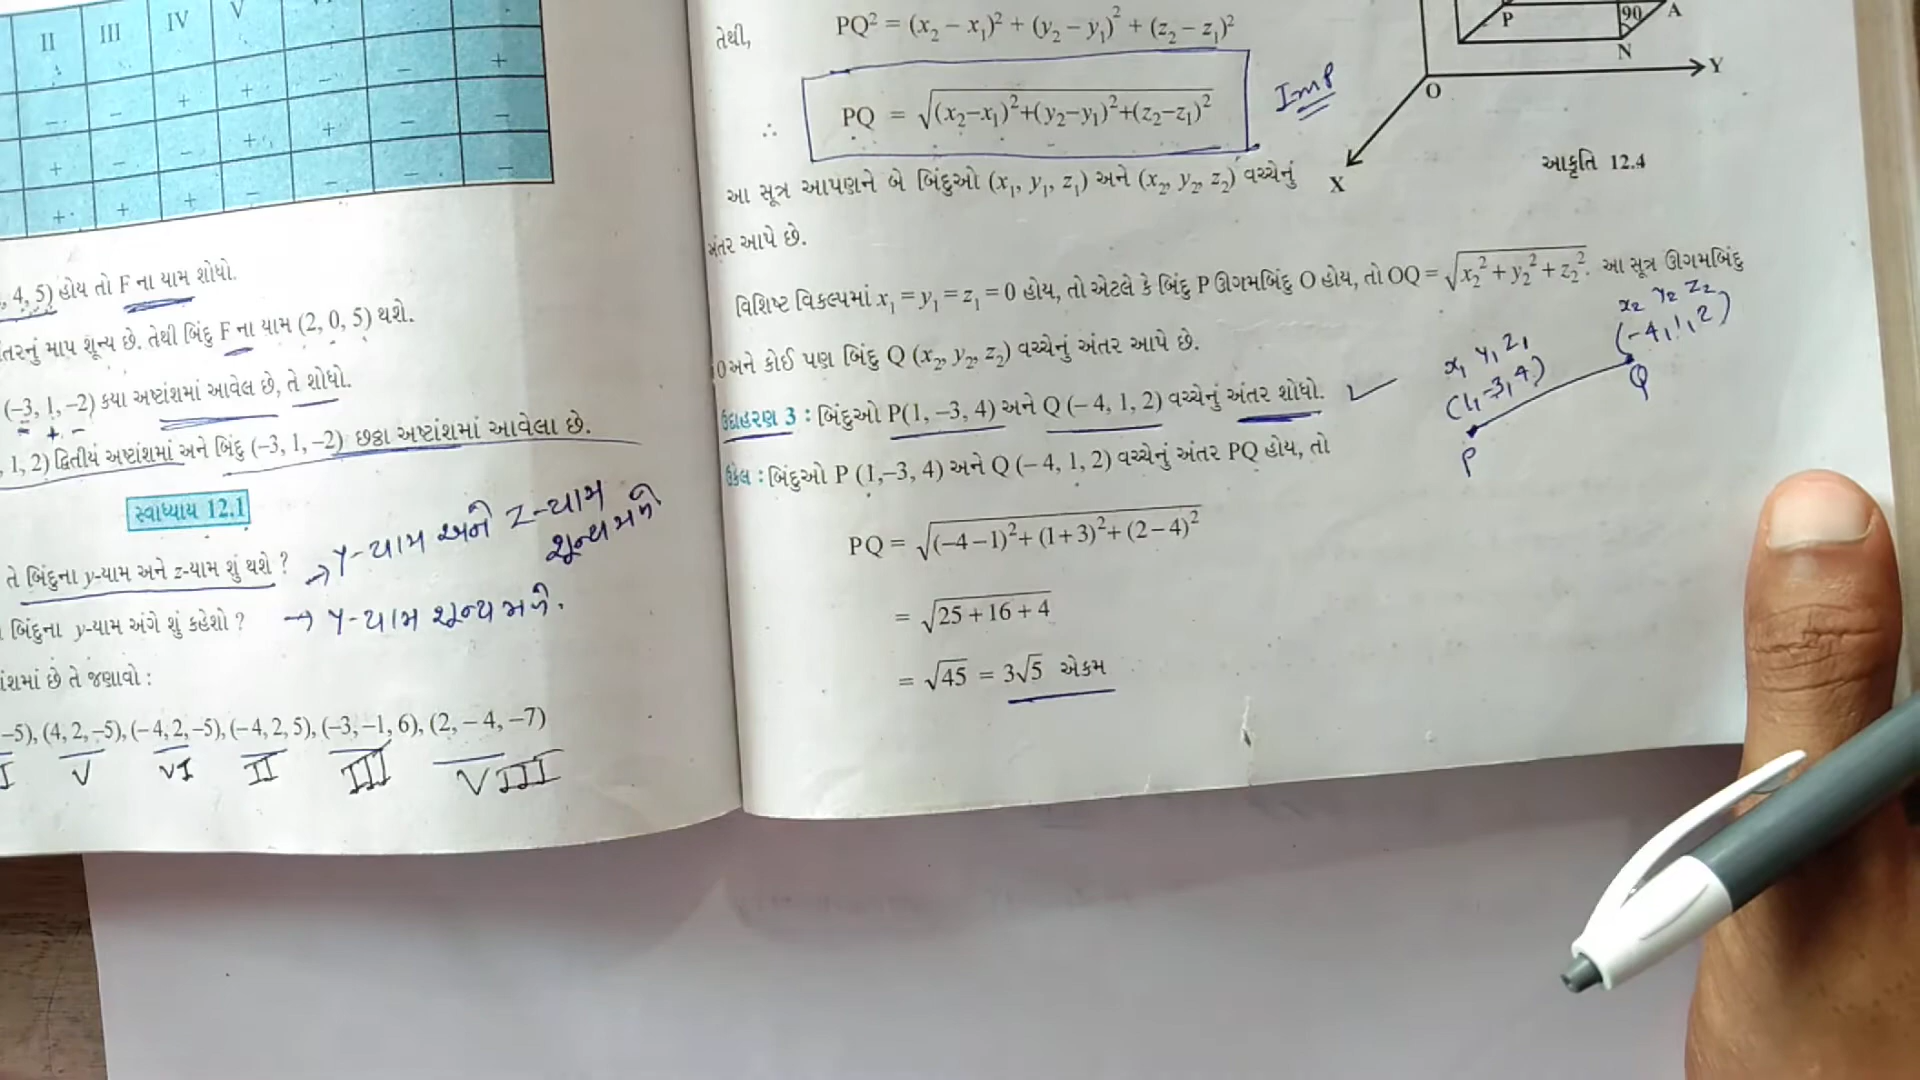 II III IV V
– – + + – – +
+ – – + + – –
+ + + – – – –
, 4, 5) હોય તો F ના યામ શોધો.
તરનું માપ શૂન્ય છે. તેથી બિંદુ F ના યામ (2, 0, 5) થશે.
(–3, 1, –2) કયા અષ્ટાંશમાં આવેલ છે, તે શોધો.
– + –
, 1, 2) દ્વિતીય અષ્ટાંશમાં અને બિંદુ (–3, 1, –2) છઠ્ઠા અષ્ટાંશમાં આવેલા છે.
સ્વાધ્યાય 12.1
તે બિંદુના y-યામ અને z-યામ શું થશે ? → Y-યામ અને Z-યામ શૂન્ય મળે
બિંદુના y-યામ અંગે શું કહેશો ? → Y-યામ શૂન્ય મળે.
ંશમાં છે તે જણાવો :
–5), (4, 2, –5), (–4, 2, –5), (–4, 2, 5), (–3, –1, 6), (2, –4, –7)
I V VI II III VIII
તેથી, PQ² = (x₂ – x₁)² + (y₂ – y₁)² + (z₂ – z₁)²
∴ PQ = √((x₂–x₁)²+(y₂–y₁)²+(z₂–z₁)²) Imp
આ સૂત્ર આપણને બે બિંદુઓ (x₁, y₁, z₁) અને (x₂, y₂, z₂) વચ્ચેનું
અંતર આપે છે.
P 90 A
N
O Y
X
આકૃતિ 12.4
વિશિષ્ટ વિકલ્પમાં x₁ = y₁ = z₁ = 0 હોય, તો એટલે કે બિંદુ P ઊગમબિંદુ O હોય, તો OQ = √(x₂² + y₂² + z₂²). આ સૂત્ર ઊગમબિંદુ
O અને કોઈ પણ બિંદુ Q (x₂, y₂, z₂) વચ્ચેનું અંતર આપે છે.
x₂ y₂ z₂
(–4, 1, 2)
Q
x₁ y₁ z₁
(1, –3, 4)
P
ઉદાહરણ 3 : બિંદુઓ P(1, –3, 4) અને Q (– 4, 1, 2) વચ્ચેનું અંતર શોધો.
ઉકેલ : બિંદુઓ P (1,–3, 4) અને Q (– 4, 1, 2) વચ્ચેનું અંતર PQ હોય, તો
PQ = √((–4 –1)²+ (1+3)²+ (2 – 4)²)
= √(25 + 16 + 4)
= √45 = 3√5 એકમ